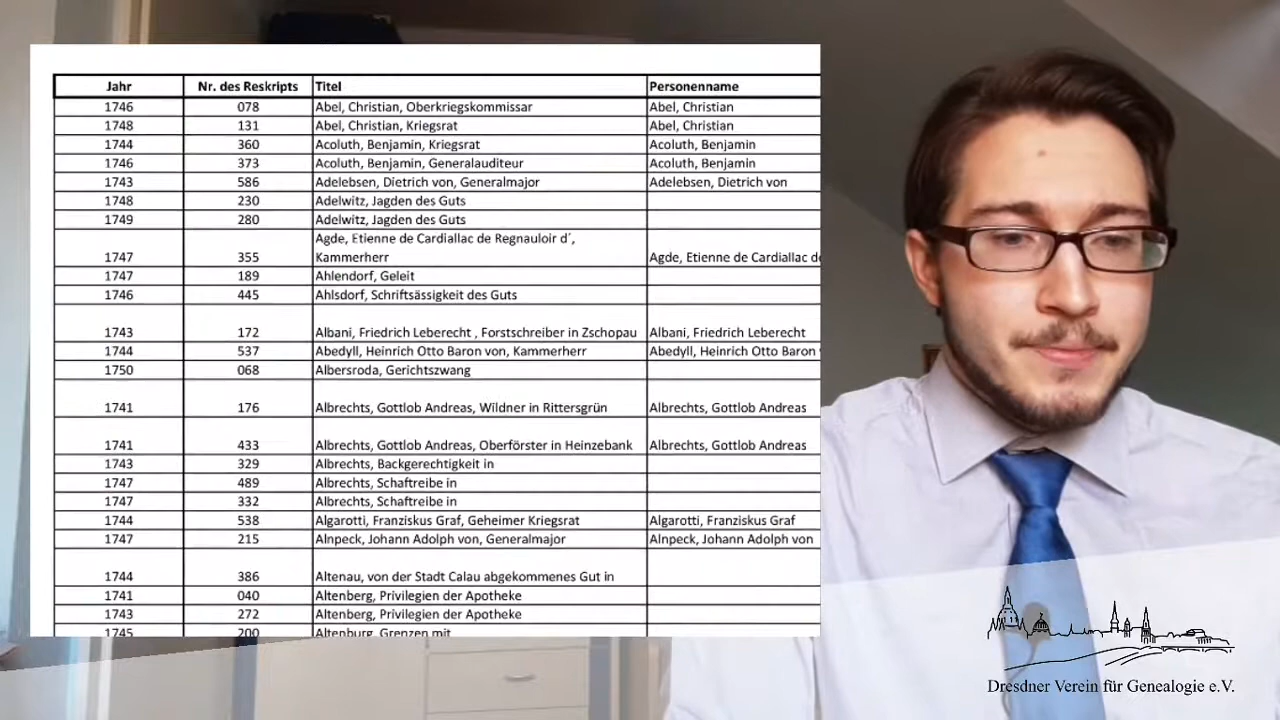 Jahr Nr. des Reskripts Titel Personenname
1746 078 Abel, Christian, Oberkriegskommissar Abel, Christian
1748 131 Abel, Christian, Kriegsrat Abel, Christian
1744 360 Acoluth, Benjamin, Kriegsrat Acoluth, Benjamin
1746 373 Acoluth, Benjamin, Generalauditeur Acoluth, Benjamin
1743 586 Adelebsen, Dietrich von, Generalmajor Adelebsen, Dietrich von
1748 230 Adelwitz, Jagden des Guts
1749 280 Adelwitz, Jagden des Guts
Agde, Etienne de Cardiallac de Regnauloir d´,
1747 355 Kammerherr Agde, Etienne de Cardiallac de
1747 189 Ahlendorf, Geleit
1746 445 Ahlsdorf, Schriftsässigkeit des Guts
1743 172 Albani, Friedrich Leberecht , Forstschreiber in Zschopau Albani, Friedrich Leberecht
1744 537 Abedyll, Heinrich Otto Baron von, Kammerherr Abedyll, Heinrich Otto Baron
1750 068 Albersroda, Gerichtszwang
1741 176 Albrechts, Gottlob Andreas, Wildner in Rittersgrün Albrechts, Gottlob Andreas
1741 433 Albrechts, Gottlob Andreas, Oberförster in Heinzebank Albrechts, Gottlob Andreas
1743 329 Albrechts, Backgerechtigkeit in
1747 489 Albrechts, Schaftreibe in
1747 332 Albrechts, Schaftreibe in
1744 538 Algarotti, Franziskus Graf, Geheimer Kriegsrat Algarotti, Franziskus Graf
1747 215 Alnpeck, Johann Adolph von, Generalmajor Alnpeck, Johann Adolph von
1744 386 Altenau, von der Stadt Calau abgekommenes Gut in
1741 040 Altenberg, Privilegien der Apotheke
1743 272 Altenberg, Privilegien der Apotheke
1745 200 Altenburg, Grenzen mit
Dresdner Verein für Genealogie e.V.